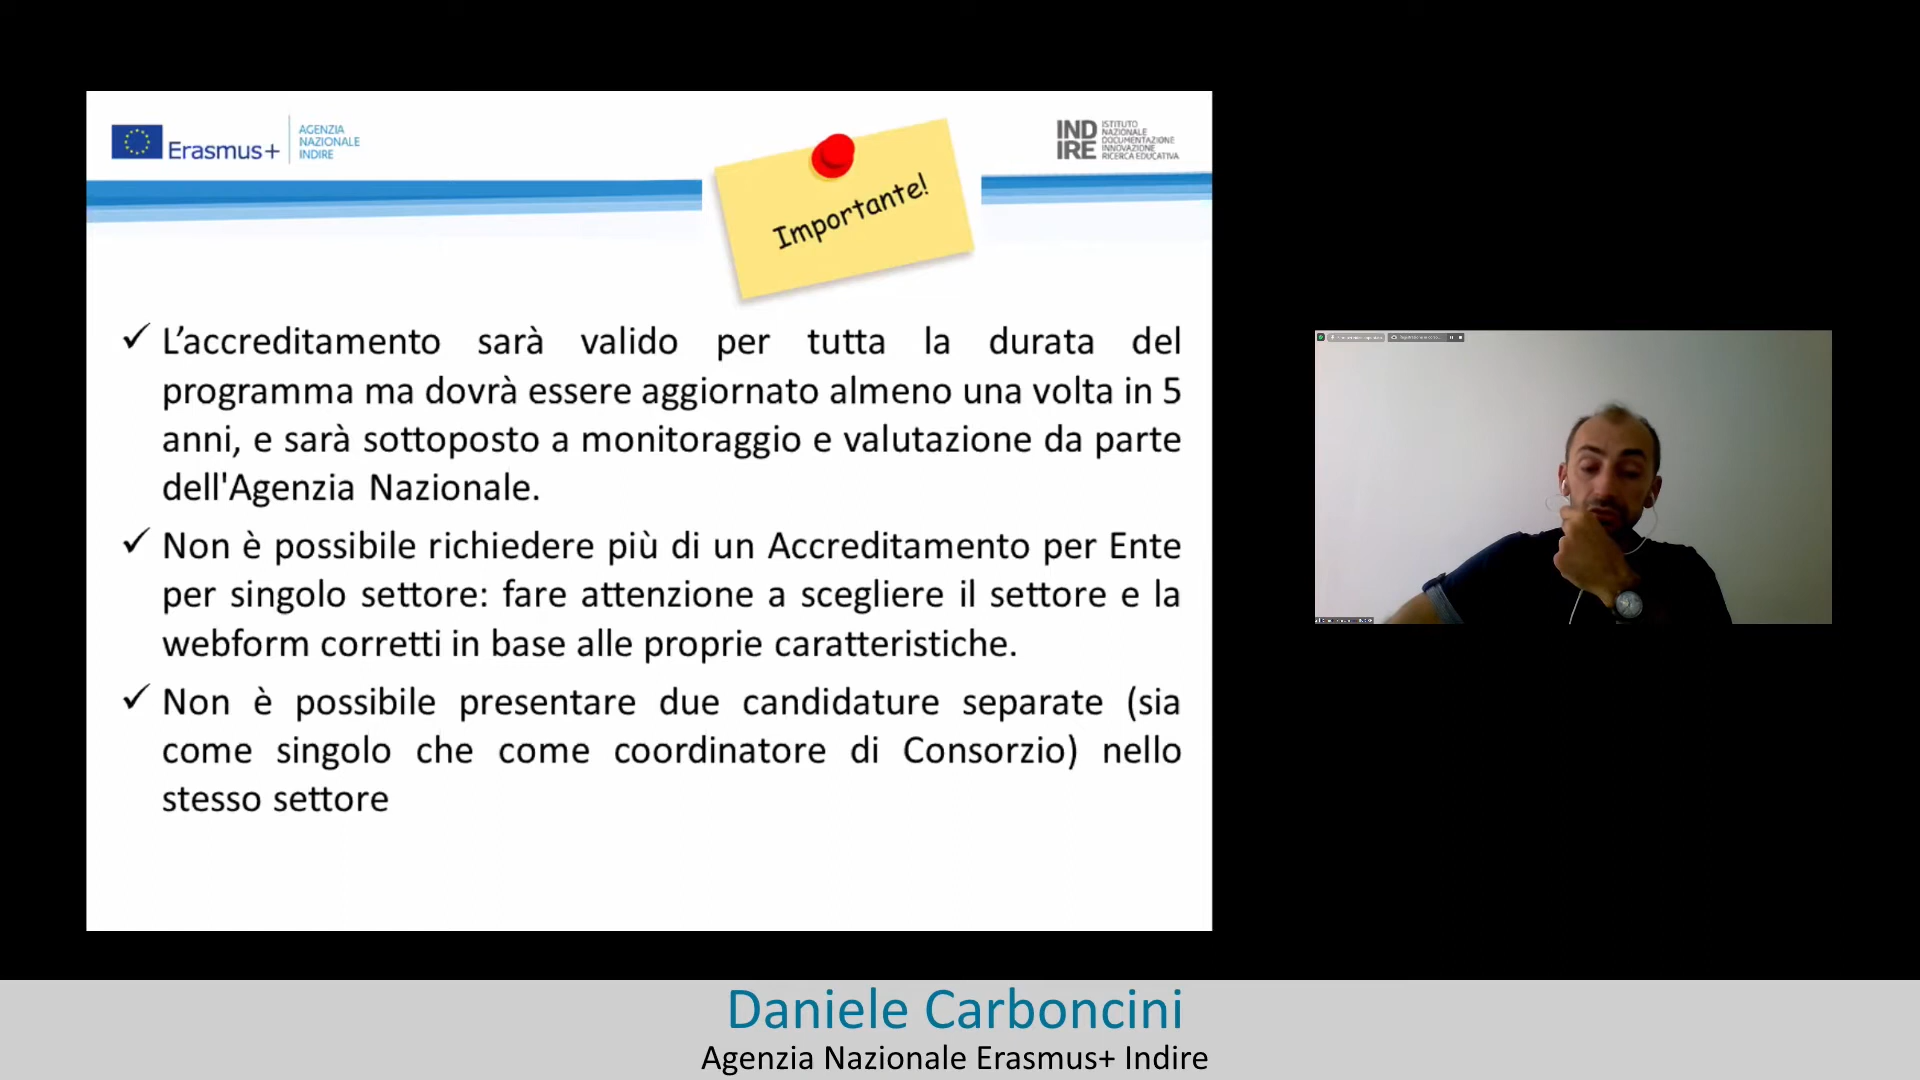 Erasmus+
AGENZIA
NAZIONALE
INDIRE
Importante!
IND
IRE
ISTITUTO
NAZIONALE
DOCUMENTAZIONE
INNOVAZIONE
RICERCA EDUCATIVA
✓ L’accreditamento sarà valido per tutta la durata del
programma ma dovrà essere aggiornato almeno una volta in 5
anni, e sarà sottoposto a monitoraggio e valutazione da parte
dell'Agenzia Nazionale.
✓ Non è possibile richiedere più di un Accreditamento per Ente
per singolo settore: fare attenzione a scegliere il settore e la
webform corretti in base alle proprie caratteristiche.
✓ Non è possibile presentare due candidature separate (sia
come singolo che come coordinatore di Consorzio) nello
stesso settore
Daniele Carboncini
Agenzia Nazionale Erasmus+ Indire